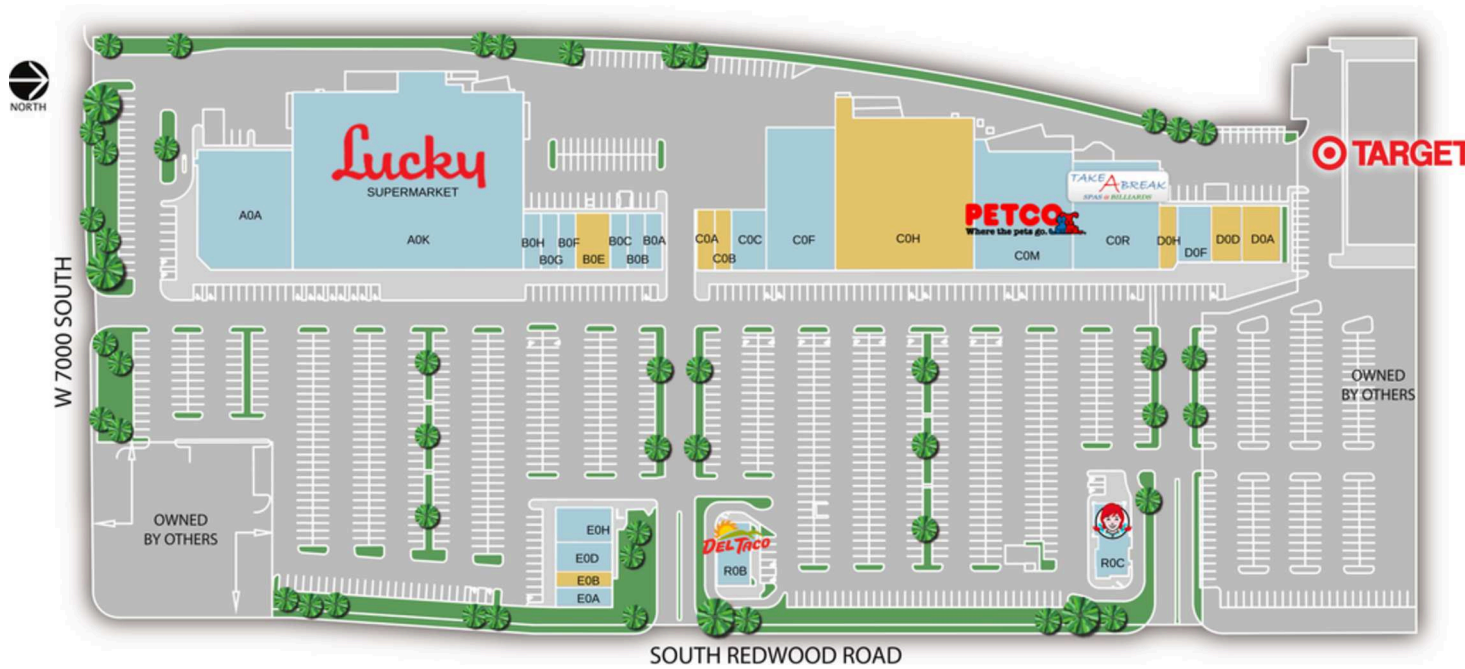 NORTH
W 7000 SOUTH
Lucky
SUPERMARKET
A0A
A0K
B0H
B0G
B0F
B0E
B0C
B0B
B0A
C0A
C0B
C0C
C0F
C0H
PETCO
Where the pets go.
C0M
TAKE A BREAK
SPAS & BILLIARDS
C0R
D0H
D0F
D0D
D0A
TARGET
OWNED
BY OTHERS
OWNED
BY OTHERS
E0H
E0D
E0B
E0A
DEL TACO
R0B
R0C
SOUTH REDWOOD ROAD